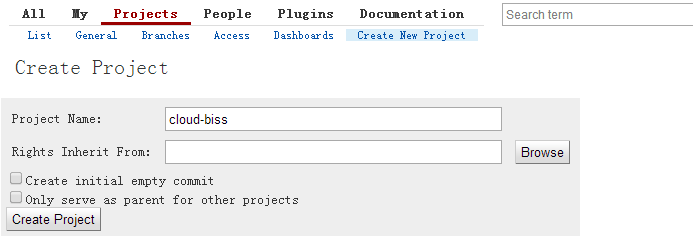 All My Projects People Plugins Documentation Search term
List General Branches Access Dashboards Create New Project
Create Project
Project Name: cloud-biss
Rights Inherit From: Browse
Create initial empty commit
Only serve as parent for other projects
Create Project